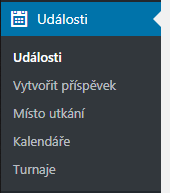 Události
Události
Vytvořit příspěvek
Místo utkání
Kalendáře
Turnaje